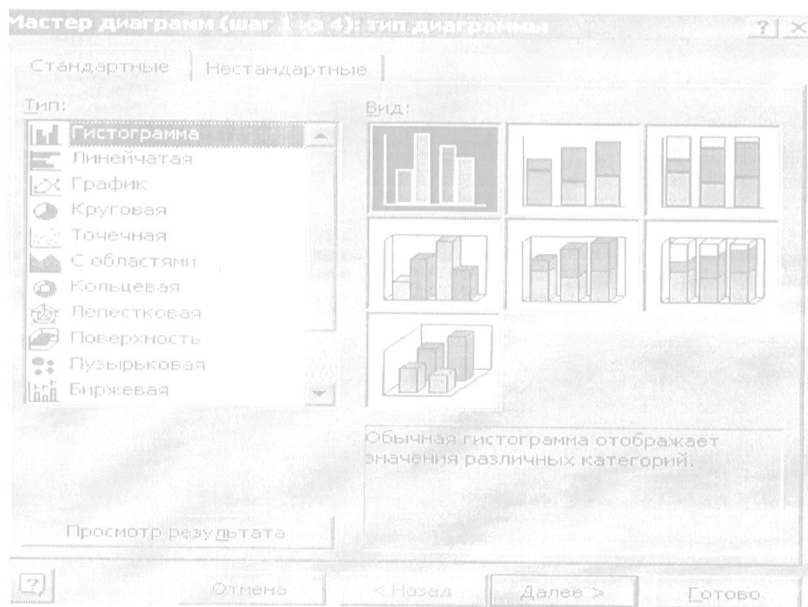 Мастер диаграмм (шаг 1 из 4): тип диаграммы
Стандартные
Нестандартные
Тип:
Гистограмма
Линейчатая
График
Круговая
Точечная
С областями
Кольцевая
Лепестковая
Поверхность
Пузырьковая
Биржевая
Вид:
Обычная гистограмма отображает
значения различных категорий.
Просмотр результата
Отмена
< Назад
Далее >
Готово